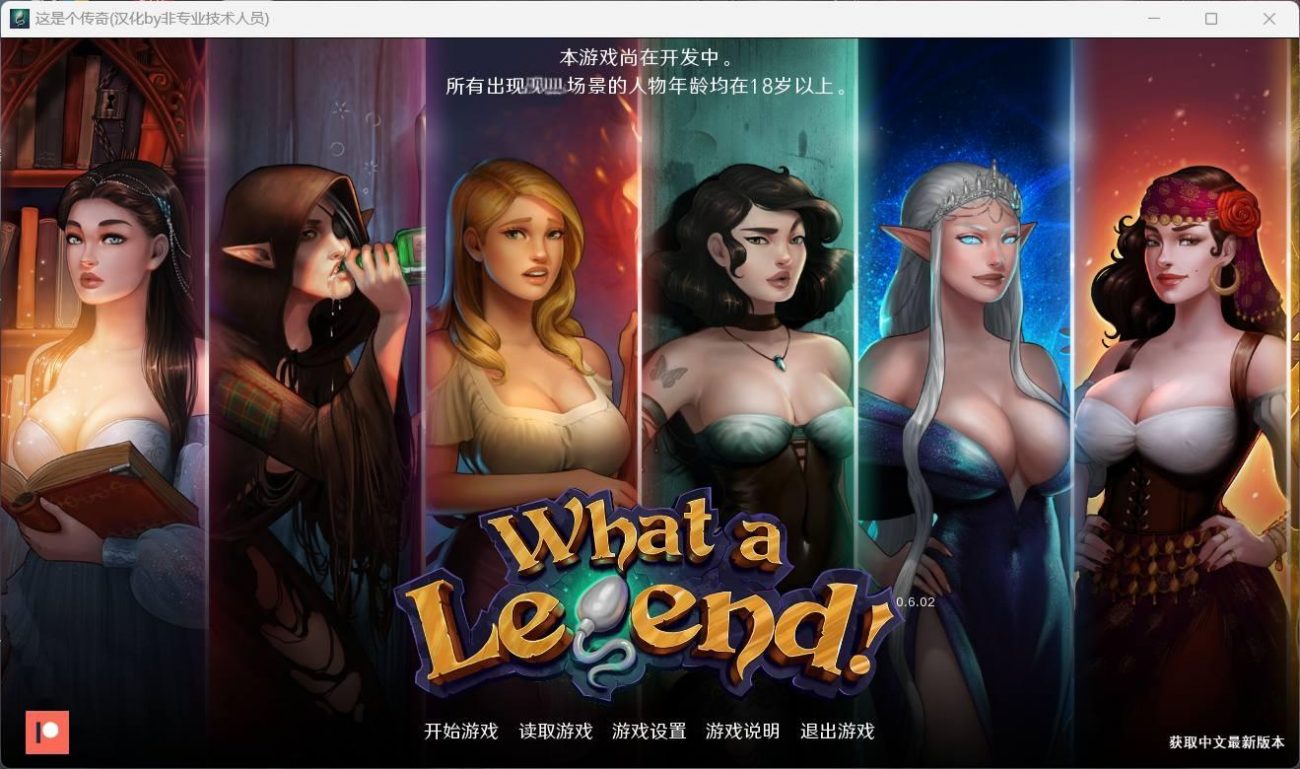 这是个传奇(汉化by非专业技术人员)
本游戏尚在开发中。
所有出现场景的人物年龄均在18岁以上。
What a
Legend!
0.6.02
开始游戏 读取游戏 游戏设置 游戏说明 退出游戏
获取中文最新版本